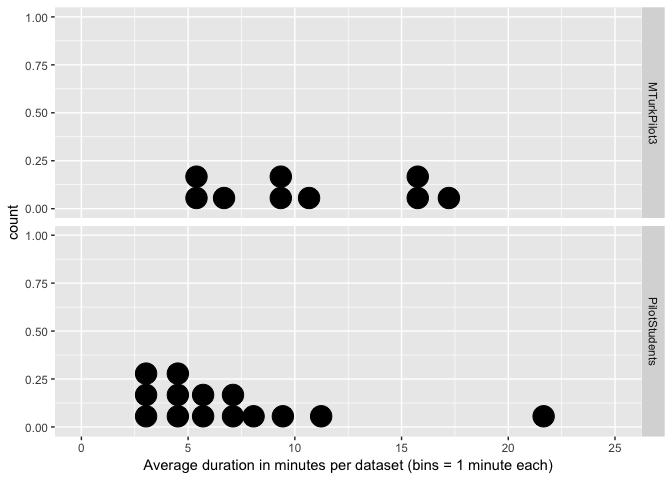 1.00
0.75
0.50
0.25
0.00
MTurkPilot3
count
1.00
0.75
0.50
0.25
0.00
PilotStudents
0 5 10 15 20 25
Average duration in minutes per dataset (bins = 1 minute each)